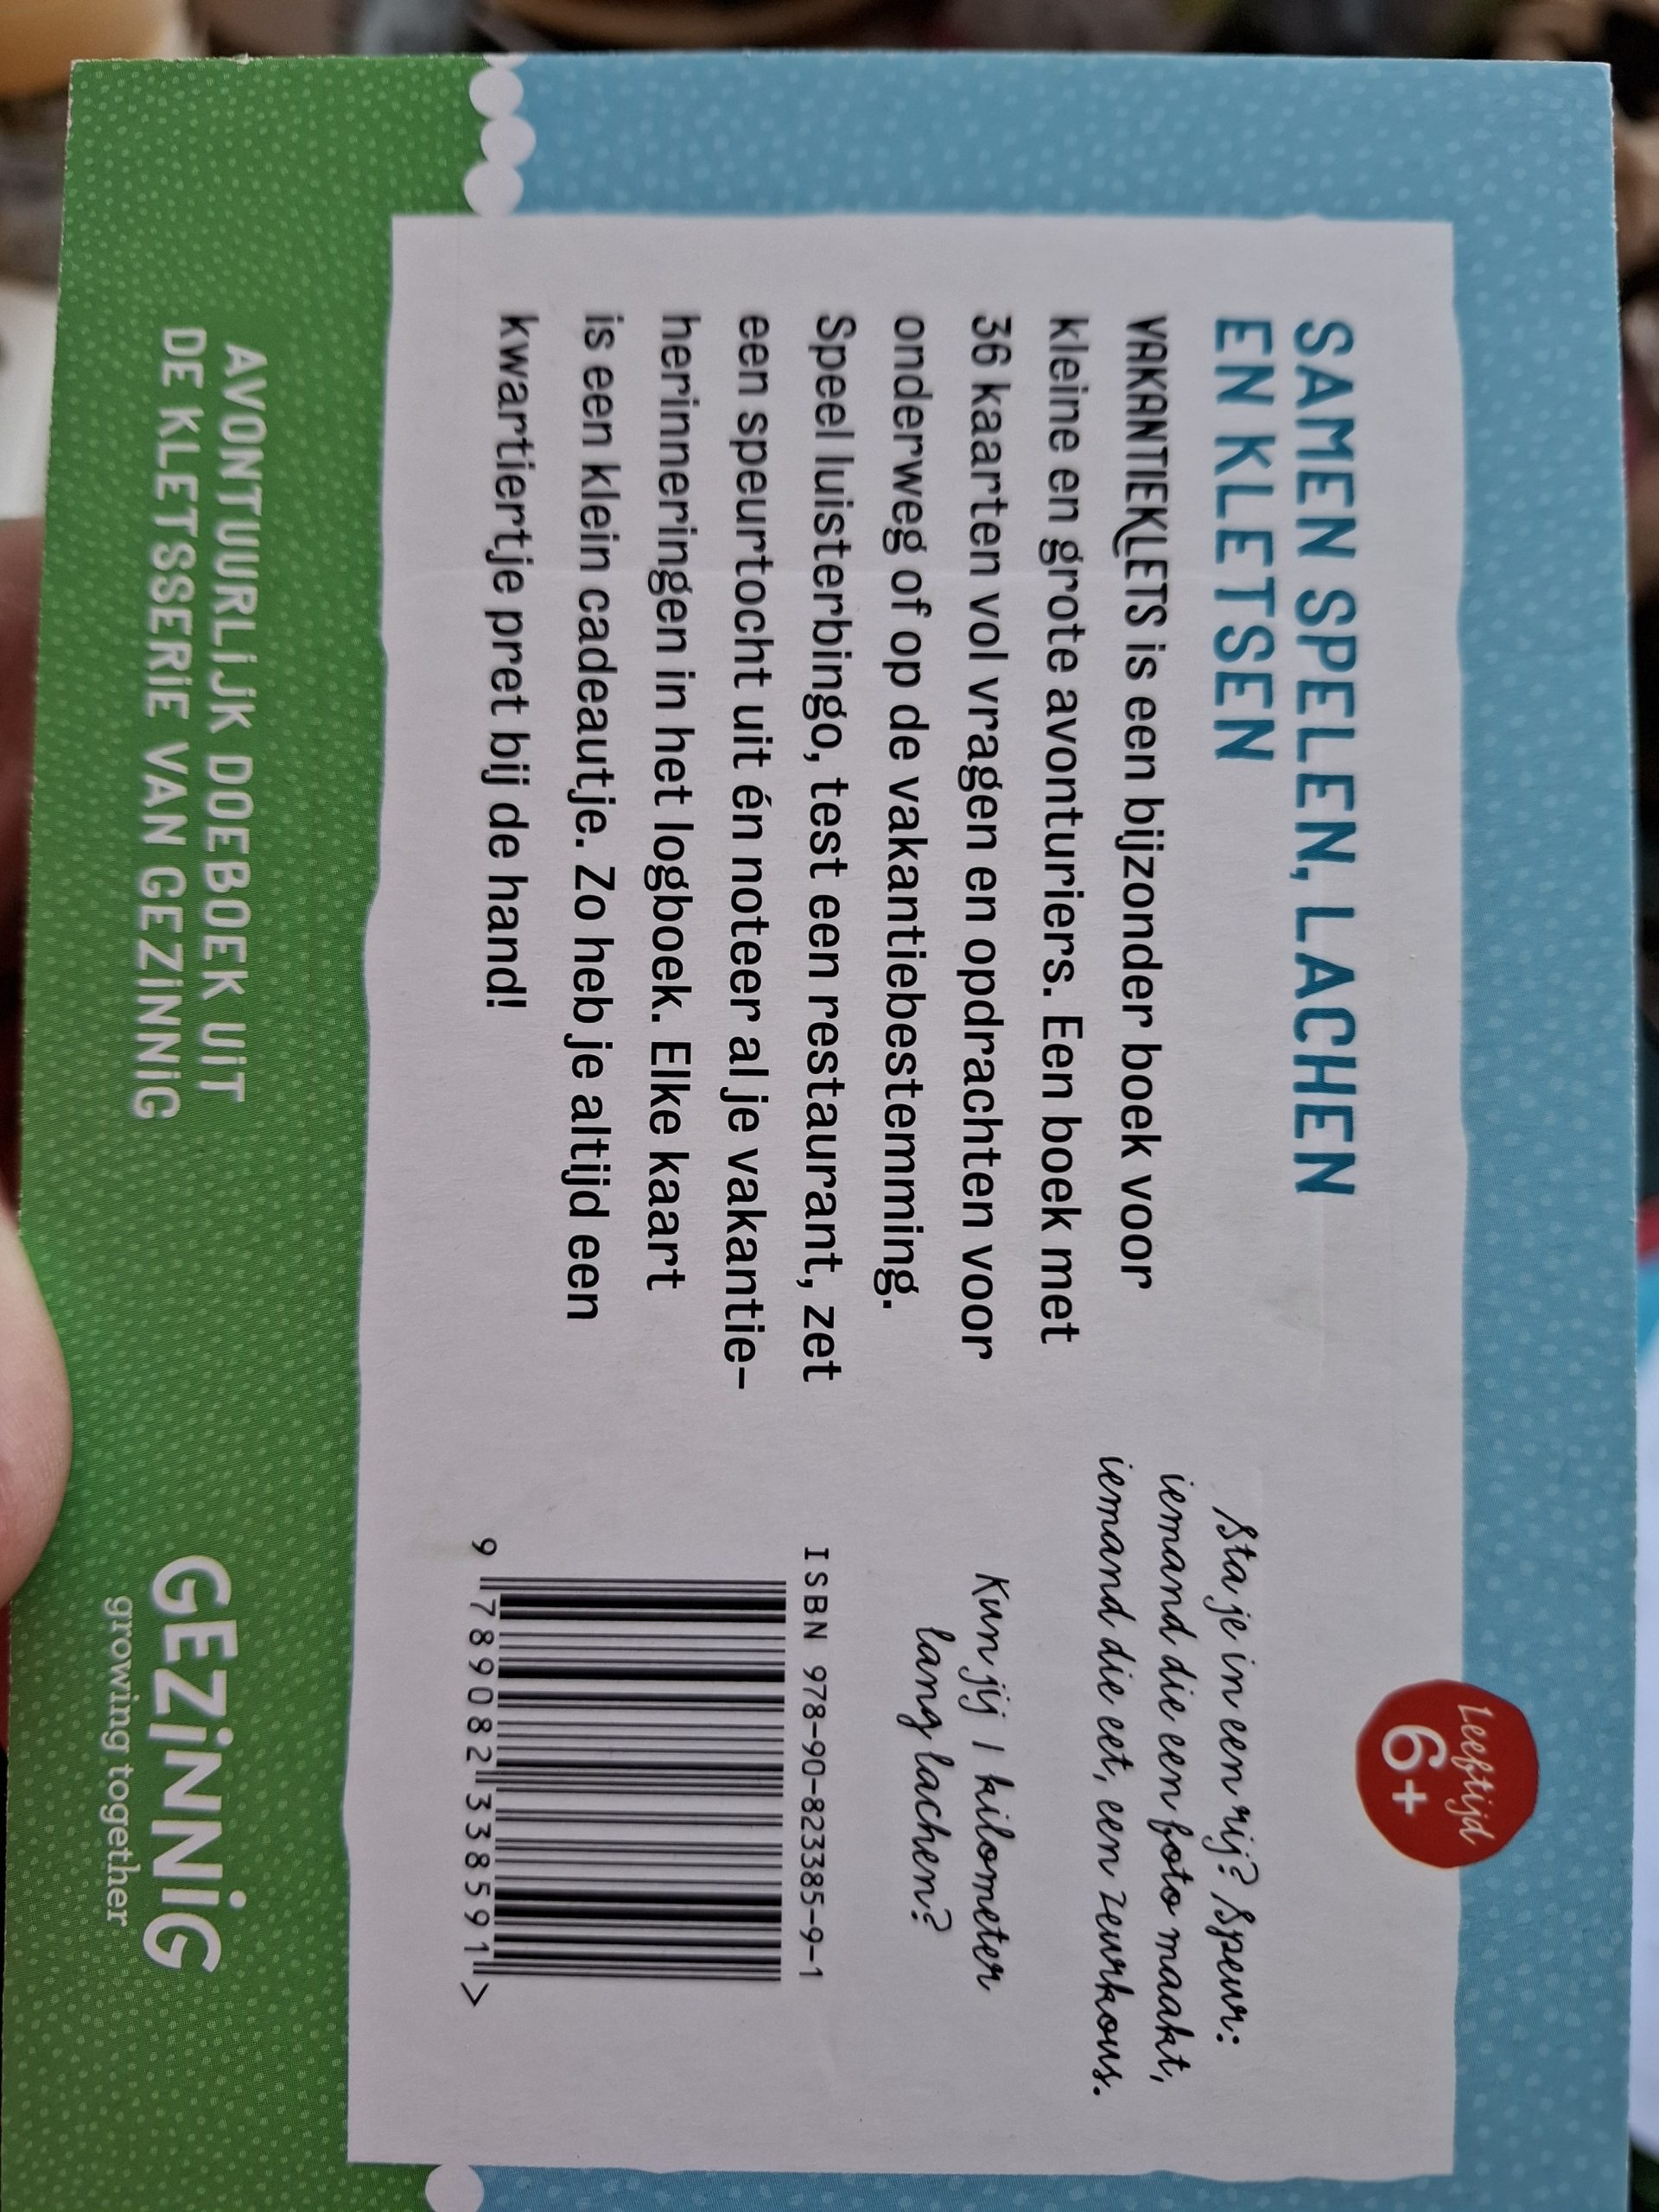 Leeftijd
6+
SAMEN SPELEN, LACHEN
EN KLETSEN
VAKANTIEKLETS is een bijzonder boek voor
kleine en grote avonturiers. Een boek met
36 kaarten vol vragen en opdrachten voor
onderweg of op de vakantiebestemming.
Speel luisterbingo, test een restaurant, zet
een speurtocht uit én noteer al je vakantie-
herinneringen in het logboek. Elke kaart
is een klein cadeautje. Zo heb je altijd een
kwartiertje pret bij de hand!
Sta je in een rij? Speur:
iemand die een foto maakt,
iemand die eet, een zeurkous.
Kun jij 1 kilometer
lang lachen?
ISBN 978-90-823385-9-1
9 789082 338591 >
AVONTUURLIJK DOEBOEK UIT
DE KLETSSERIE VAN GEZINNIG
GEZINNIG
growing together